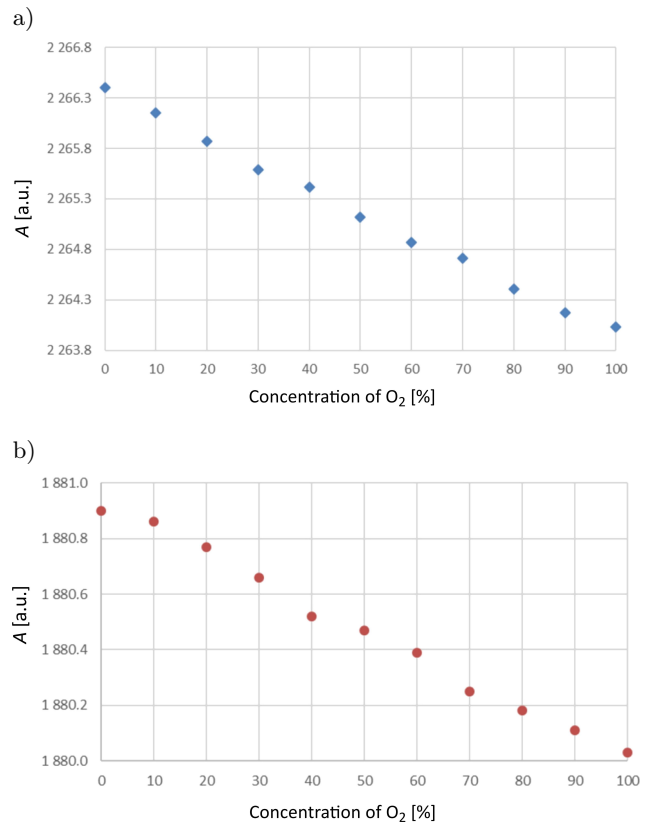 a)
2 266.8
2 266.3
2 265.8
2 265.3
2 264.8
2 264.3
2 263.8
A [a.u.]
0 10 20 30 40 50 60 70 80 90 100
Concentration of O₂ [%]
b)
1 881.0
1 880.8
1 880.6
1 880.4
1 880.2
1 880.0
A [a.u.]
0 10 20 30 40 50 60 70 80 90 100
Concentration of O₂ [%]